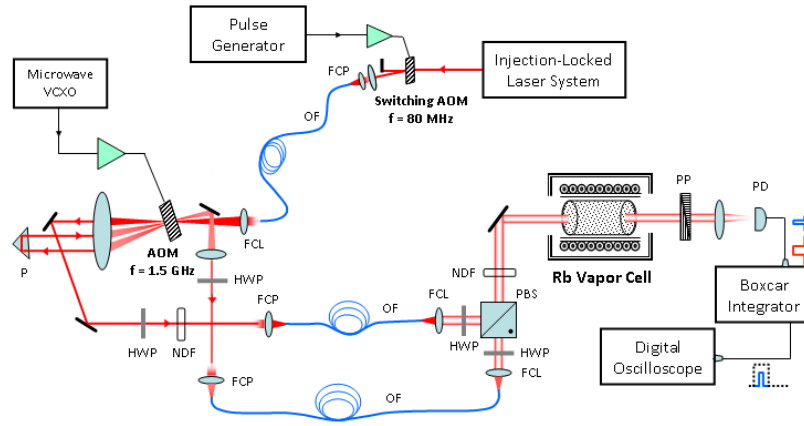 Pulse
Generator
Injection-Locked
Laser System
FCP
Switching AOM
f = 80 MHz
OF
Microwave
VCXO
FCL
AOM
f = 1.5 GHz
P
HWP
FCP
OF
FCL
HWP
NDF
HWP
NDF
PBS
HWP
FCP
OF
FCL
Rb Vapor Cell
PP
PD
Boxcar
Integrator
Digital
Oscilloscope